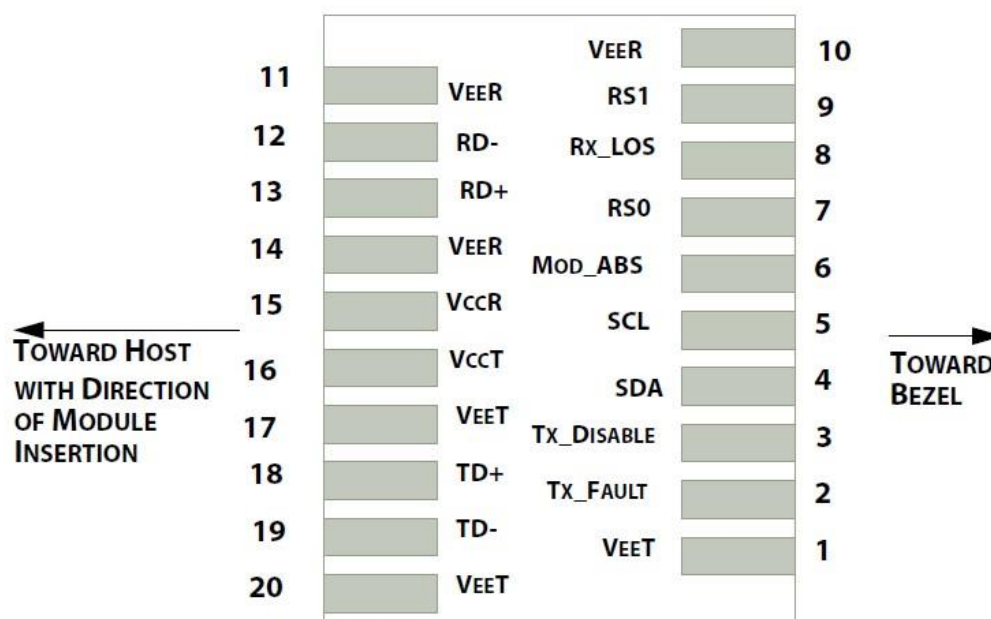 11 VEER
12 RD-
13 RD+
14 VEER
15 VCCR
16 VCCT
17 VEET
18 TD+
19 TD-
20 VEET
VEER 10
RS1 9
RX_LOS 8
RS0 7
MOD_ABS 6
SCL 5
SDA 4
TX_DISABLE 3
TX_FAULT 2
VEET 1
TOWARD HOST
WITH DIRECTION
OF MODULE
INSERTION
TOWARD
BEZEL